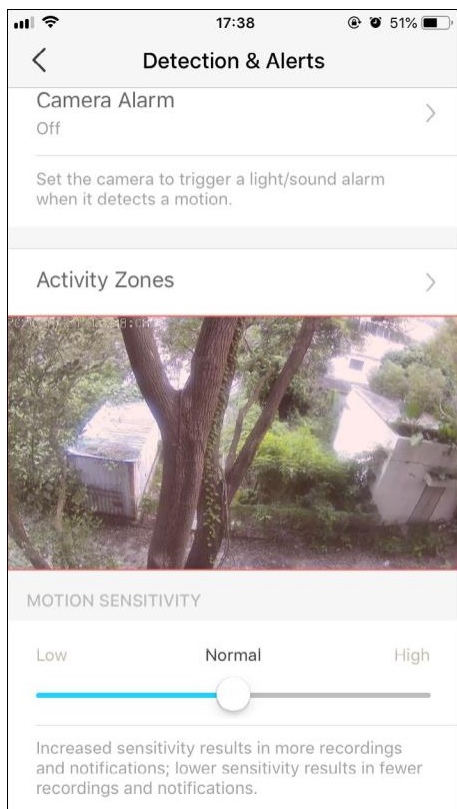 17:38
51%
Detection & Alerts
Camera Alarm
Off
Set the camera to trigger a light/sound alarm
when it detects a motion.
Activity Zones
MOTION SENSITIVITY
Low Normal High
Increased sensitivity results in more recordings
and notifications; lower sensitivity results in fewer
recordings and notifications.